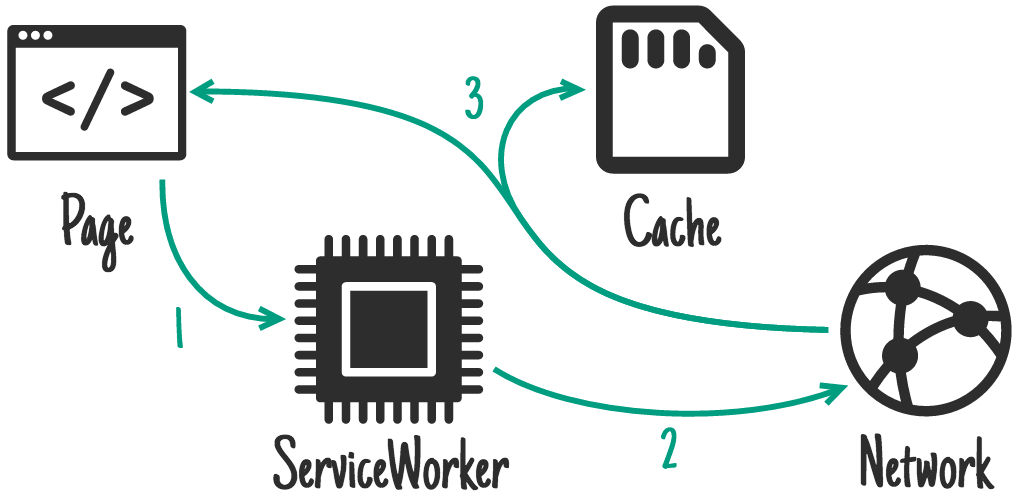 </>
3
Page
Cache
1
ServiceWorker
2
Network